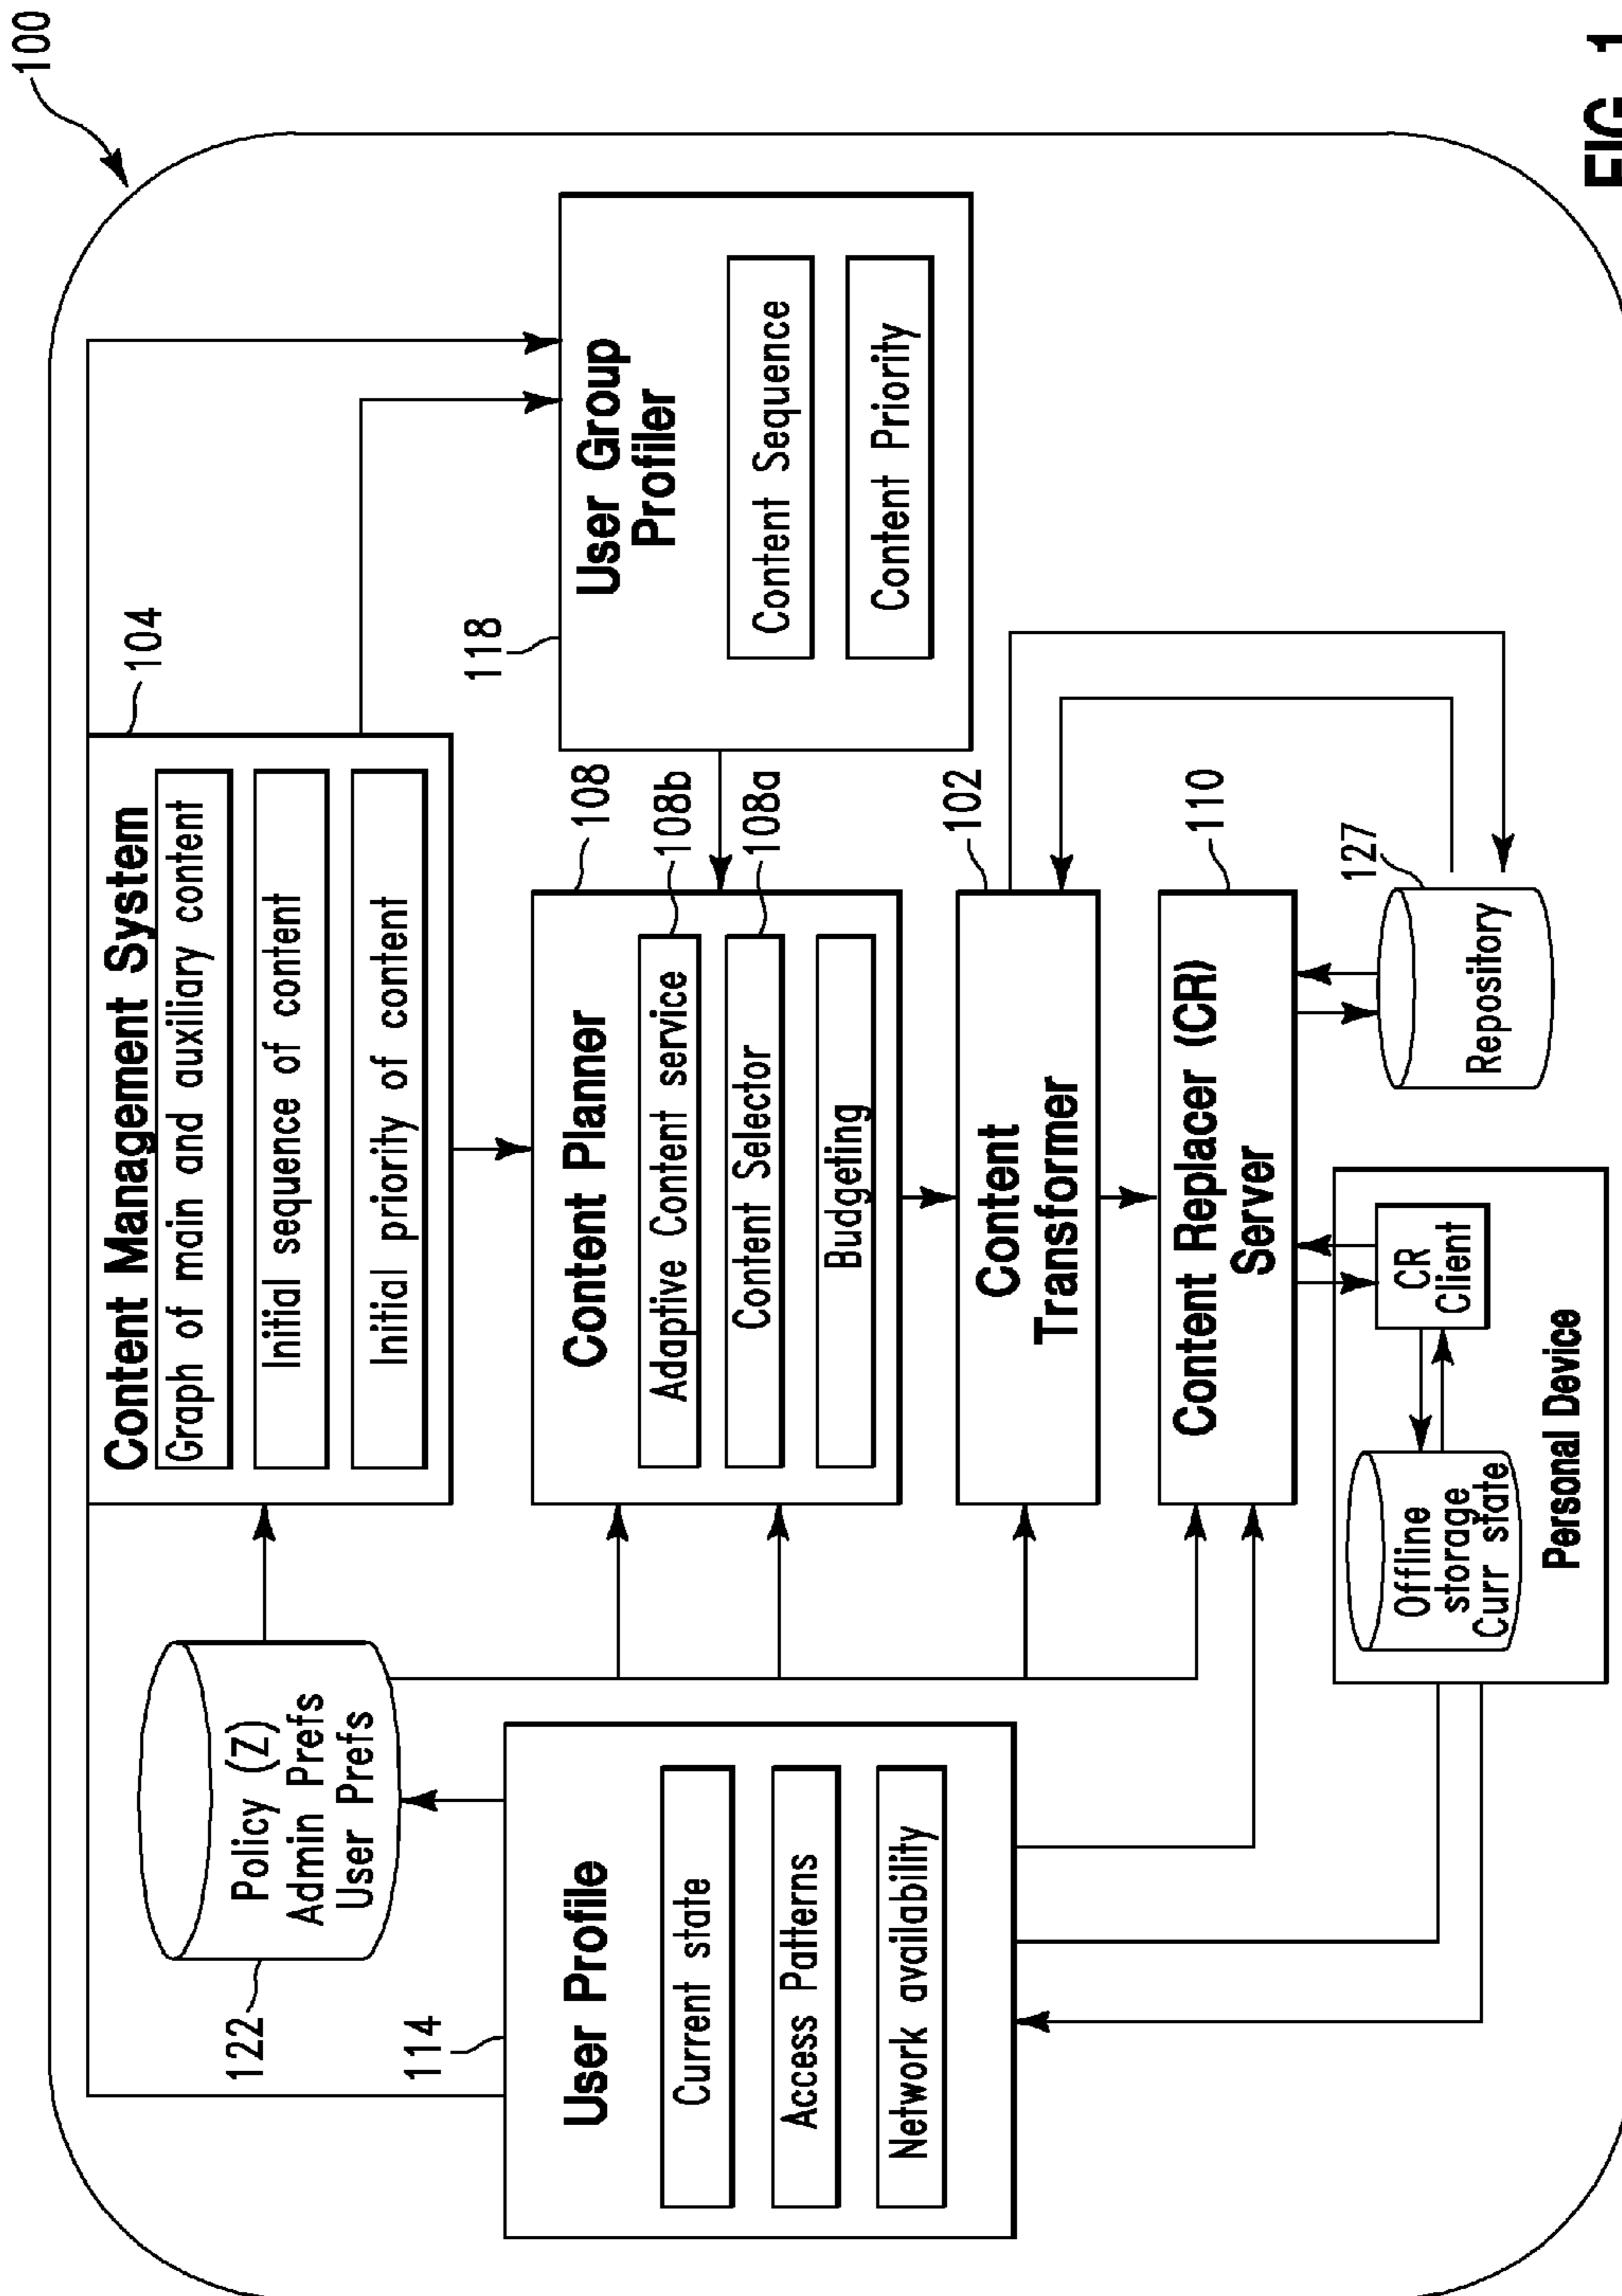 100
Content Management System
Graph of main and auxiliary content
Initial sequence of content
Initial priority of content
104
Policy (Z)
Admin Prefs
User Prefs
122
User Profile
Current state
Access Patterns
Network availability
114
Content Planner
Adaptive Content service
Content Selector
Budgeting
108
108b
108a
User Group
Profiler
Content Sequence
Content Priority
118
Content
Transformer
102
Content Replacer (CR)
Server
110
Repository
127
Offline
storage
Curr state
CR
Client
Personal Device
FIG. 1